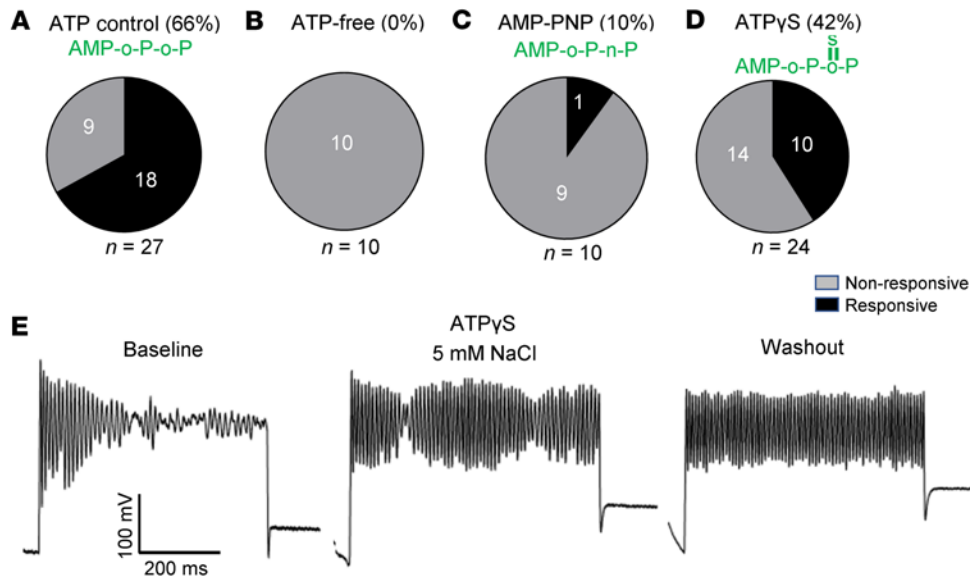 A ATP control (66%)
AMP-o-P-o-P
9
18
n = 27
B ATP-free (0%)
10
n = 10
C AMP-PNP (10%)
AMP-o-P-n-P
1
9
n = 10
D ATPγS (42%)
S
AMP-o-P-o-P
14
10
n = 24
Non-responsive
Responsive
E
Baseline
ATPγS
5 mM NaCl
Washout
100 mV
200 ms